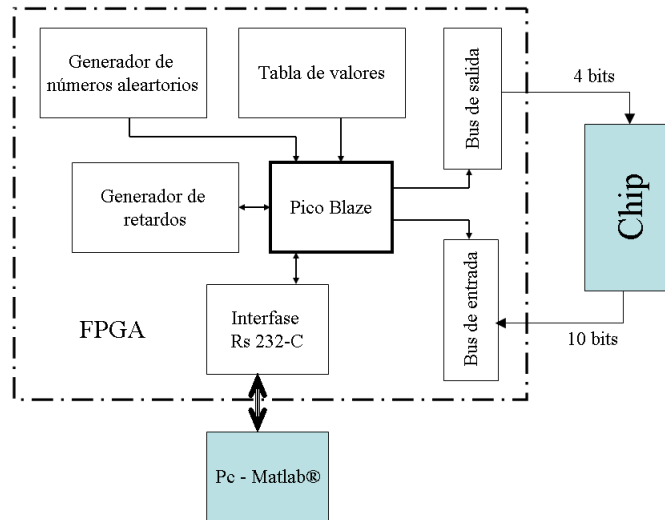 Generador de
números aleartorios
Tabla de valores
Bus de salida
4 bits
Chip
Generador de
retardos
Pico Blaze
Bus de entrada
10 bits
FPGA
Interfase
Rs 232-C
Pc - Matlab®